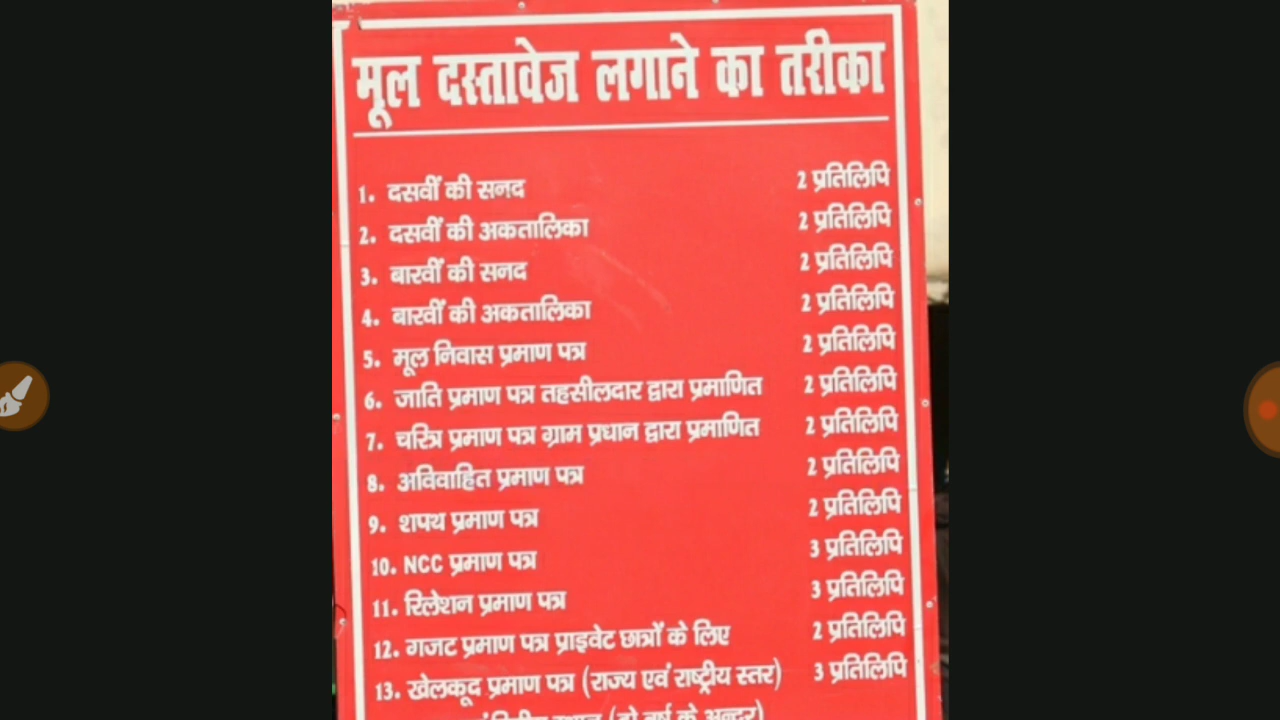 मूल दस्तावेज लगाने का तरीका
1. दसवीं की सनद 2 प्रतिलिपि
2. दसवीं की अकतालिका 2 प्रतिलिपि
3. बारवीं की सनद 2 प्रतिलिपि
4. बारवीं की अकतालिका 2 प्रतिलिपि
5. मूल निवास प्रमाण पत्र 2 प्रतिलिपि
6. जाति प्रमाण पत्र तहसीलदार द्वारा प्रमाणित 2 प्रतिलिपि
7. चरित्र प्रमाण पत्र ग्राम प्रधान द्वारा प्रमाणित 2 प्रतिलिपि
8. अविवाहित प्रमाण पत्र 2 प्रतिलिपि
9. शपथ प्रमाण पत्र 2 प्रतिलिपि
10. NCC प्रमाण पत्र 3 प्रतिलिपि
11. रिलेशन प्रमाण पत्र 3 प्रतिलिपि
12. गजट प्रमाण पत्र प्राइवेट छात्रों के लिए 2 प्रतिलिपि
13. खेलकूद प्रमाण पत्र (राज्य एवं राष्ट्रीय स्तर) 3 प्रतिलिपि